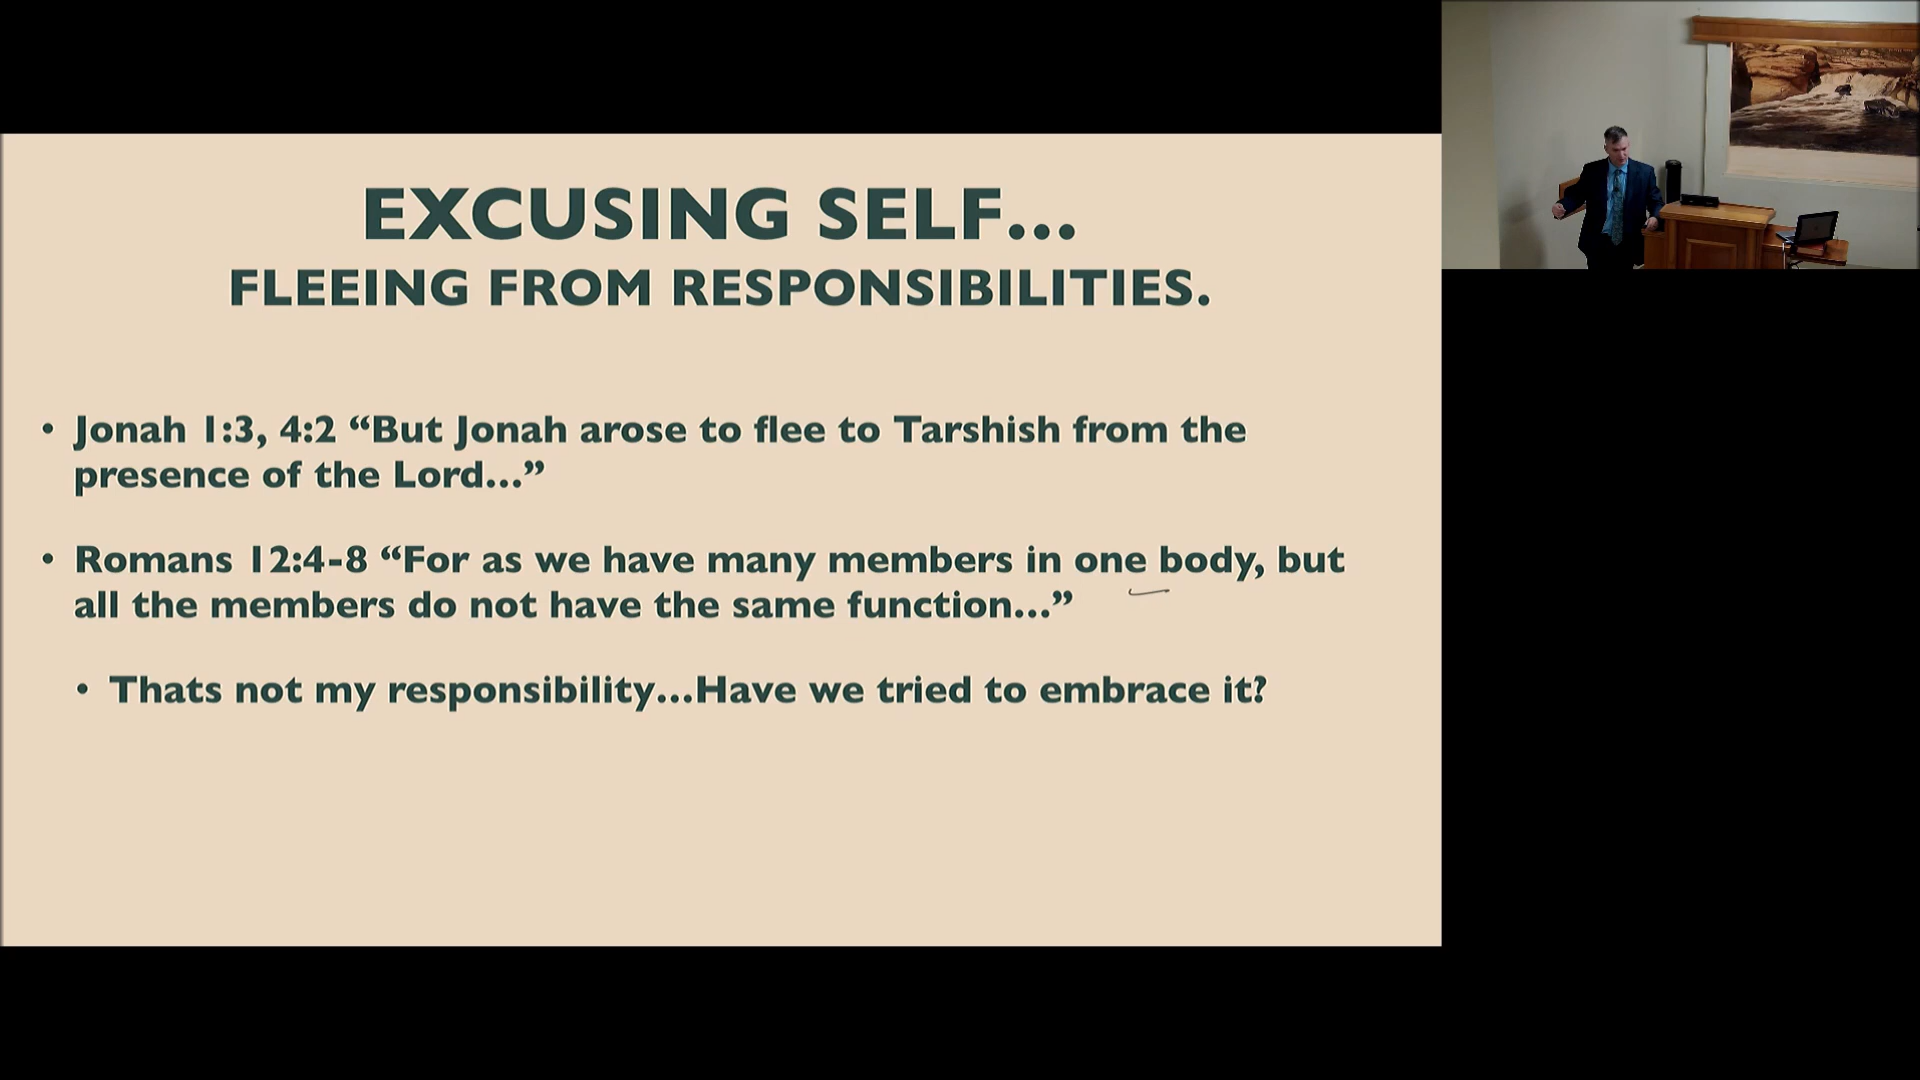 EXCUSING SELF...
FLEEING FROM RESPONSIBILITIES.
• Jonah 1:3, 4:2 “But Jonah arose to flee to Tarshish from the
presence of the Lord...”
• Romans 12:4-8 “For as we have many members in one body, but
all the members do not have the same function...”
• Thats not my responsibility...Have we tried to embrace it?